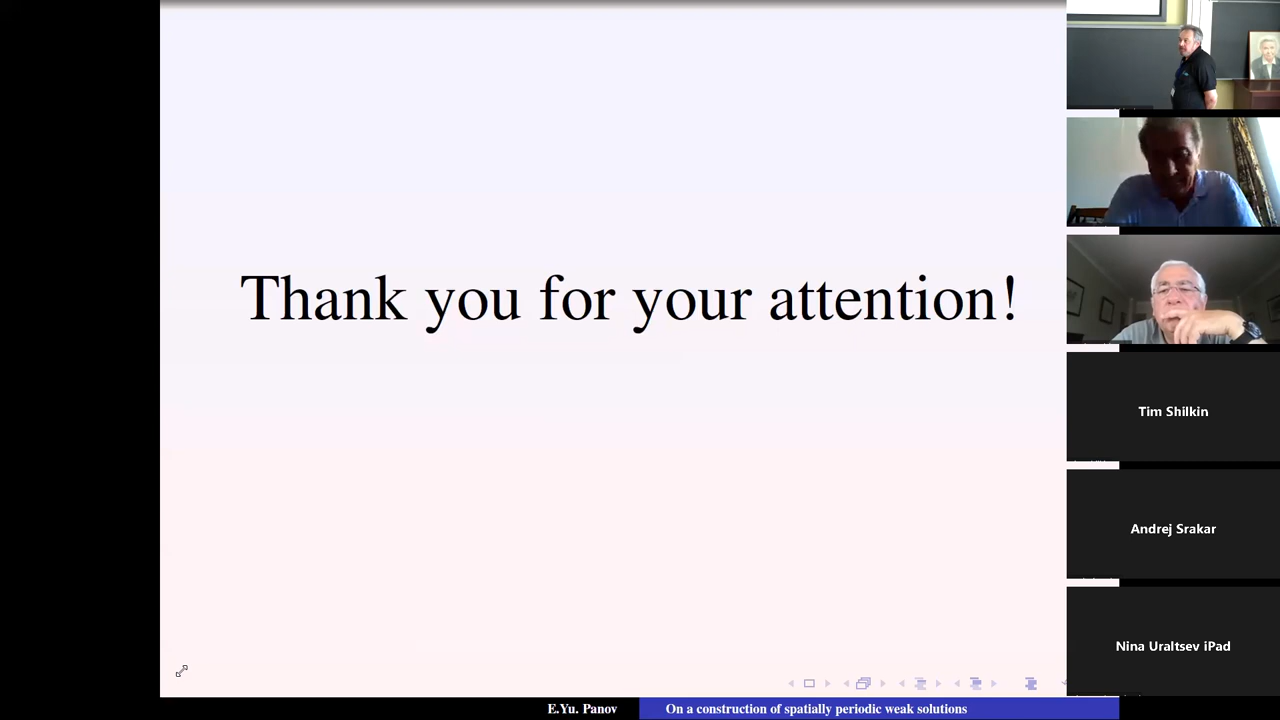 Thank you for your attention!
Tim Shilkin
Andrej Srakar
Nina Uraltsev iPad
E.Yu. Panov
On a construction of spatially periodic weak solutions